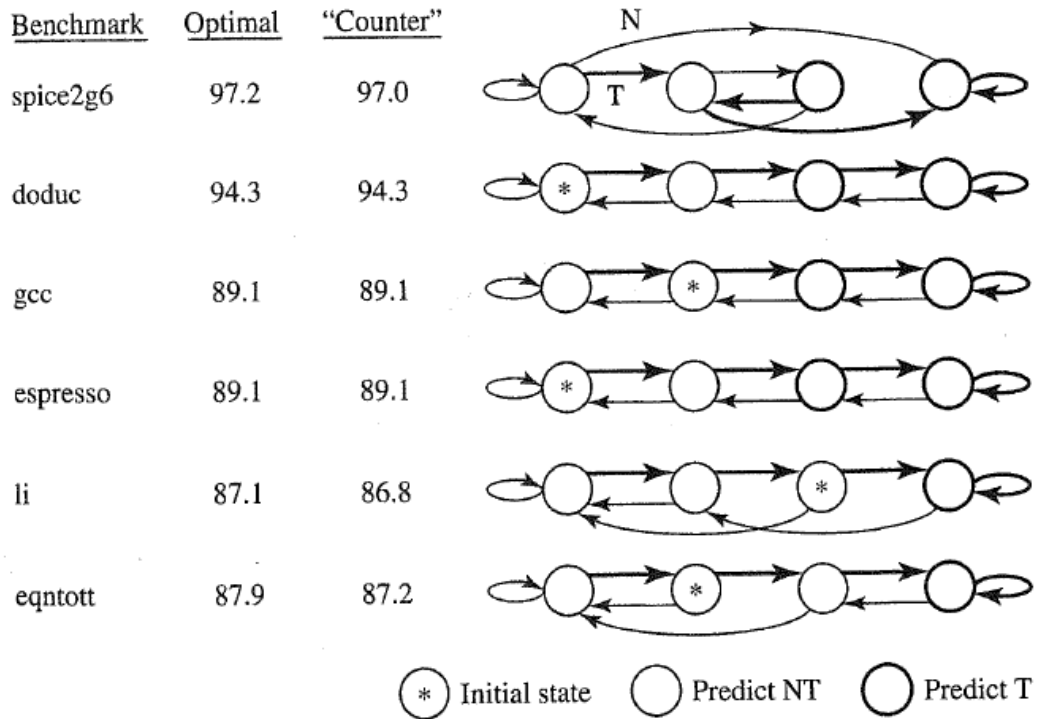 Benchmark Optimal “Counter”
N
spice2g6 97.2 97.0
T
doduc 94.3 94.3
*
gcc 89.1 89.1
*
espresso 89.1 89.1
*
li 87.1 86.8
*
eqntott 87.9 87.2
*
* Initial state Predict NT Predict T